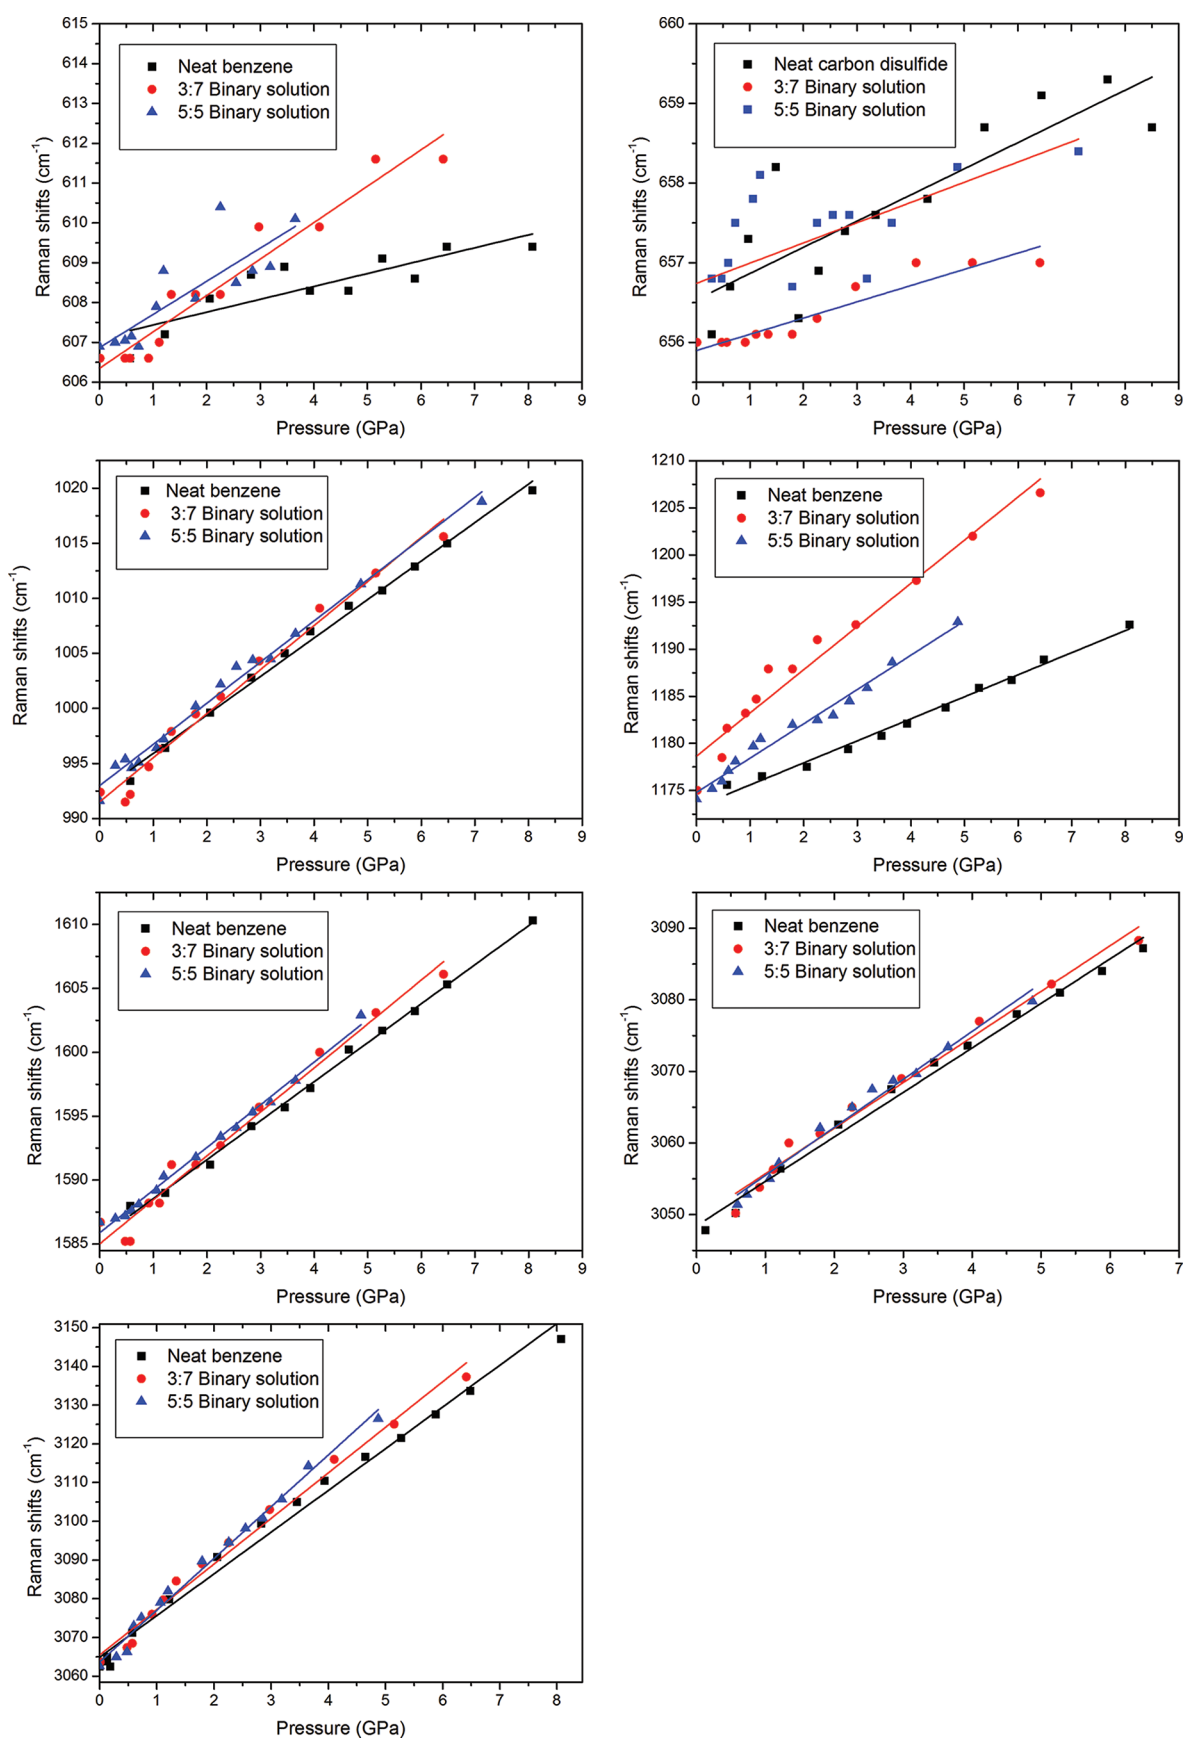 615
614
613
612
611
610
609
608
607
606
Raman shifts (cm-1)
Neat benzene
3:7 Binary solution
5:5 Binary solution
0 1 2 3 4 5 6 7 8 9
Pressure (GPa)
660
659
658
657
656
Raman shifts (cm-1)
Neat carbon disulfide
3:7 Binary solution
5:5 Binary solution
0 1 2 3 4 5 6 7 8 9
Pressure (GPa)
1020
1015
1010
1005
1000
995
990
Raman shifts (cm-1)
Neat benzene
3:7 Binary solution
5:5 Binary solution
0 1 2 3 4 5 6 7 8 9
Pressure (GPa)
1210
1205
1200
1195
1190
1185
1180
1175
Raman shifts (cm-1)
Neat benzene
3:7 Binary solution
5:5 Binary solution
0 1 2 3 4 5 6 7 8 9
Pressure (GPa)
1610
1605
1600
1595
1590
1585
Raman shifts (cm-1)
Neat benzene
3:7 Binary solution
5:5 Binary solution
0 1 2 3 4 5 6 7 8 9
Pressure (GPa)
3090
3080
3070
3060
3050
Raman shifts (cm-1)
Neat benzene
3:7 Binary solution
5:5 Binary solution
0 1 2 3 4 5 6 7
Pressure (GPa)
3150
3140
3130
3120
3110
3100
3090
3080
3070
3060
Raman shifts (cm-1)
Neat benzene
3:7 Binary solution
5:5 Binary solution
0 1 2 3 4 5 6 7 8
Pressure (GPa)